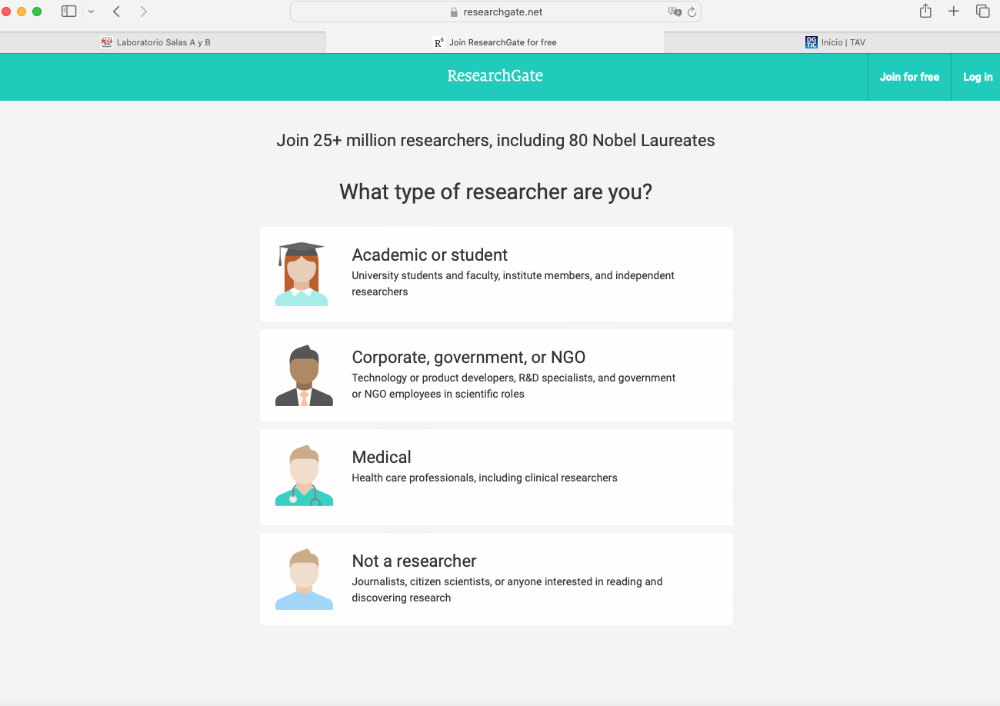 researchgate.net
Laboratorio Salas A y B
RG Join ResearchGate for free
DGTIC Inicio | TAV
ResearchGate
Join for free
Log in
Join 25+ million researchers, including 80 Nobel Laureates
What type of researcher are you?
Academic or student
University students and faculty, institute members, and independent
researchers
Corporate, government, or NGO
Technology or product developers, R&D specialists, and government
or NGO employees in scientific roles
Medical
Health care professionals, including clinical researchers
Not a researcher
Journalists, citizen scientists, or anyone interested in reading and
discovering research